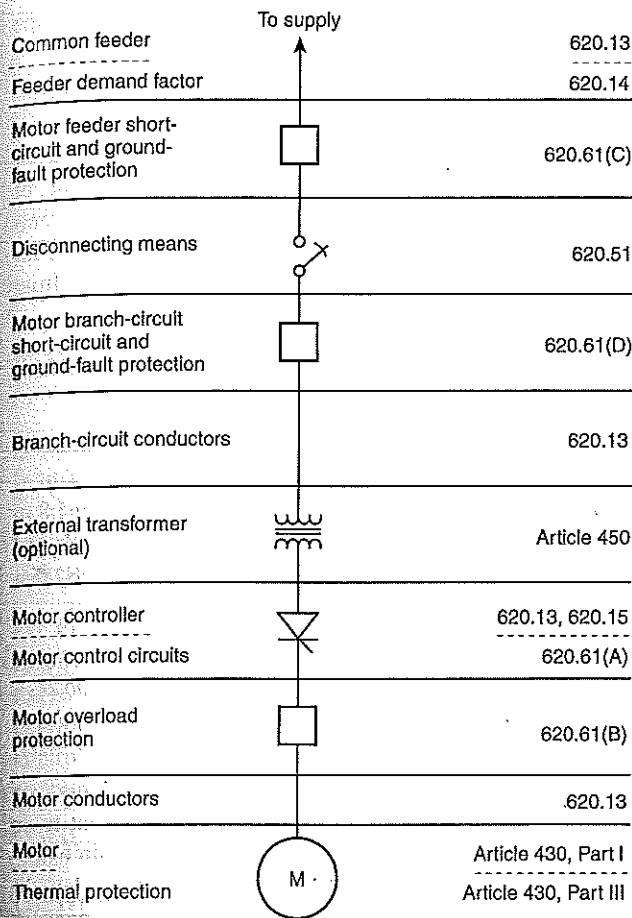 To supply
Common feeder 620.13
Feeder demand factor 620.14
Motor feeder short-
circuit and ground-
fault protection
620.61(C)
Disconnecting means 620.51
Motor branch-circuit
short-circuit and
ground-fault protection
620.61(D)
Branch-circuit conductors 620.13
External transformer
(optional)
Article 450
Motor controller 620.13, 620.15
Motor control circuits 620.61(A)
Motor overload
protection
620.61(B)
Motor conductors 620.13
Motor Article 430, Part I
M
Thermal protection Article 430, Part III